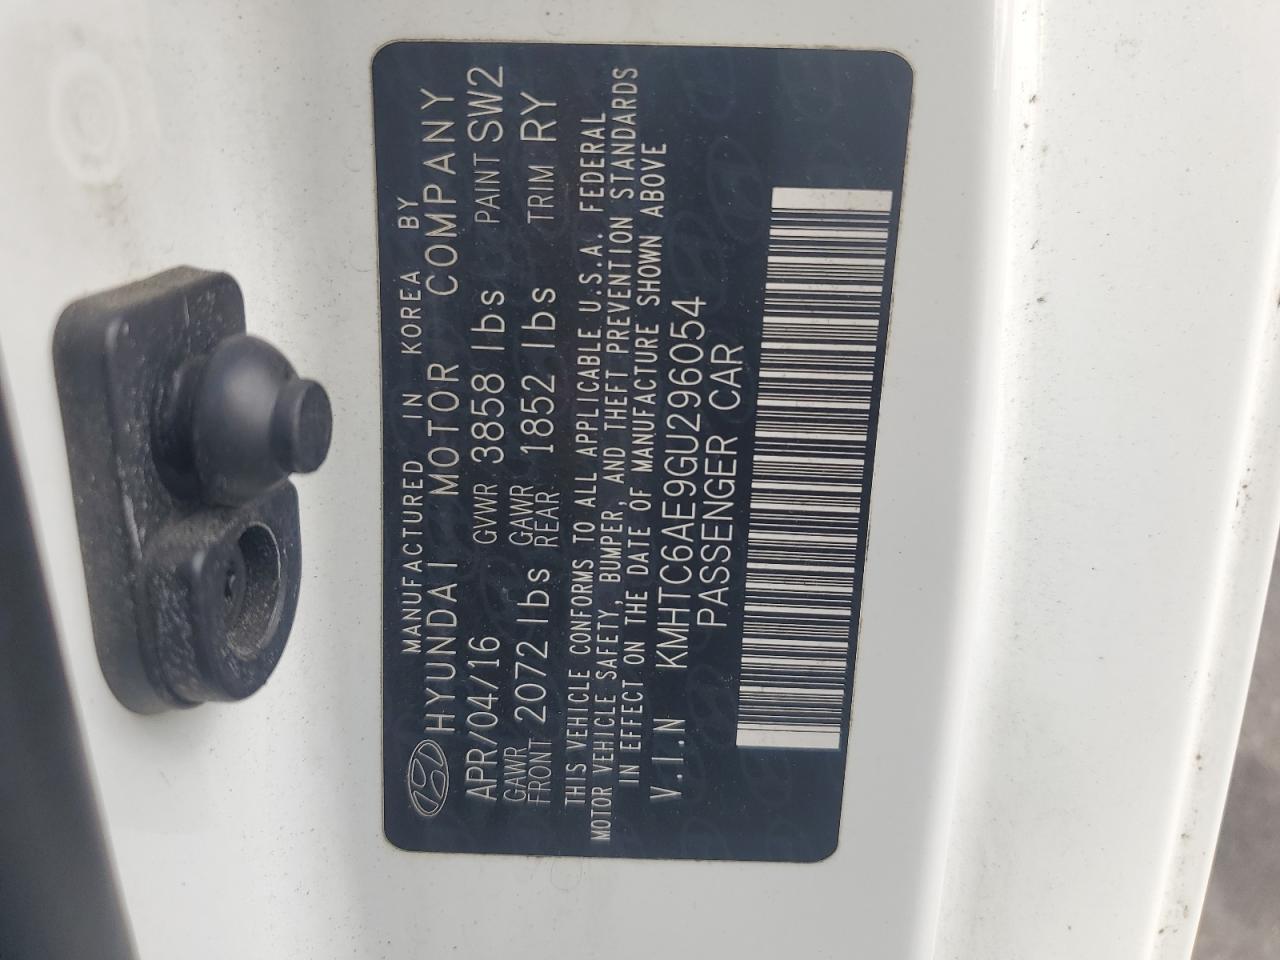 MANUFACTURED IN KOREA BY
HYUNDAI MOTOR COMPANY
APR/04/16 GVWR 3858 lbs PAINT SW2
GAWR FRONT 2072 lbs GAWR REAR 1852 lbs TRIM RY
THIS VEHICLE CONFORMS TO ALL APPLICABLE U.S.A. FEDERAL
MOTOR VEHICLE SAFETY, BUMPER, AND THEFT PREVENTION STANDARDS
IN EFFECT ON THE DATE OF MANUFACTURE SHOWN ABOVE
V.I.N KMHTC6AE9GU296054
PASSENGER CAR